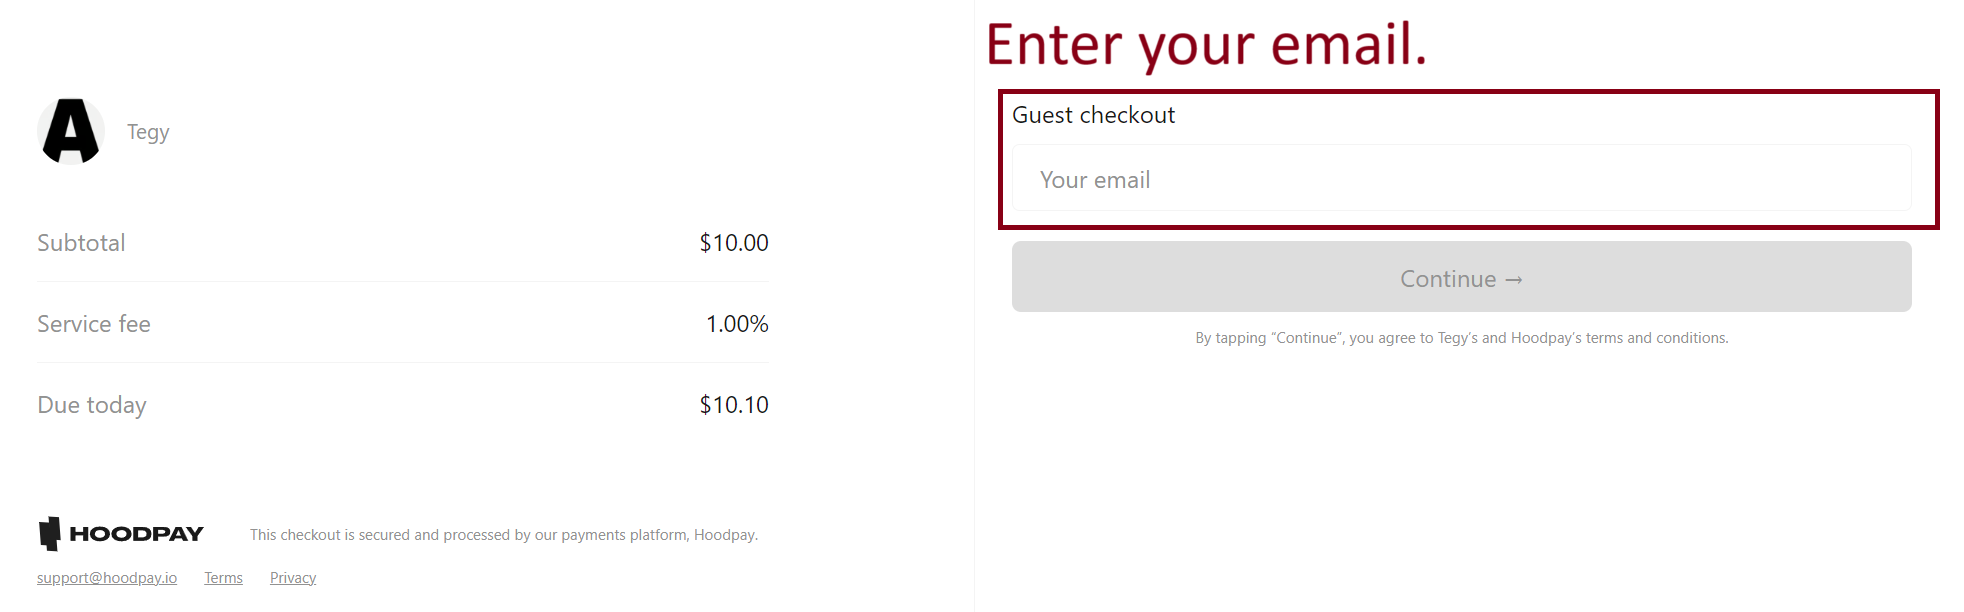 Tegy
Subtotal $10.00
Service fee 1.00%
Due today $10.10
HOODPAY This checkout is secured and processed by our payments platform, Hoodpay.
support@hoodpay.io Terms Privacy
Enter your email.
Guest checkout
Your email
Continue →
By tapping “Continue”, you agree to Tegy’s and Hoodpay’s terms and conditions.